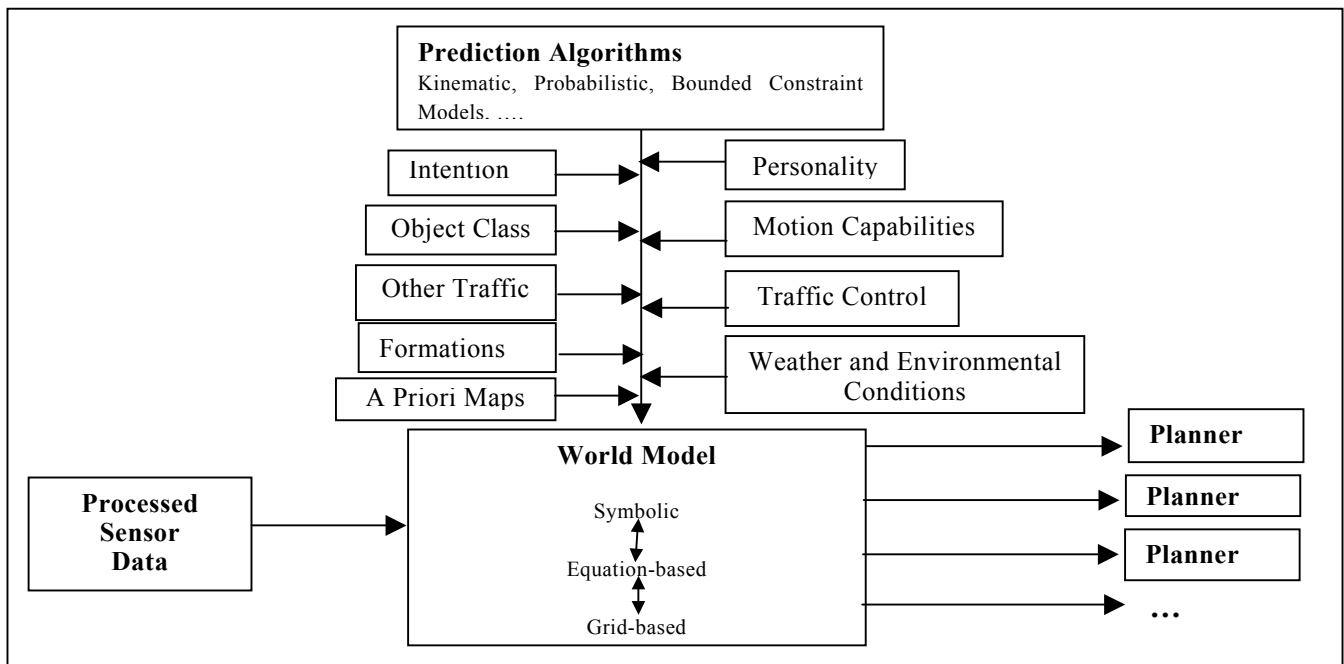 Prediction Algorithms
Kinematic, Probabilistic, Bounded Constraint
Models. ….
Intention
Personality
Object Class
Motion Capabilities
Other Traffic
Traffic Control
Formations
Weather and Environmental
Conditions
A Priori Maps
World Model
Symbolic
Equation-based
Grid-based
Processed
Sensor
Data
Planner
Planner
Planner
…